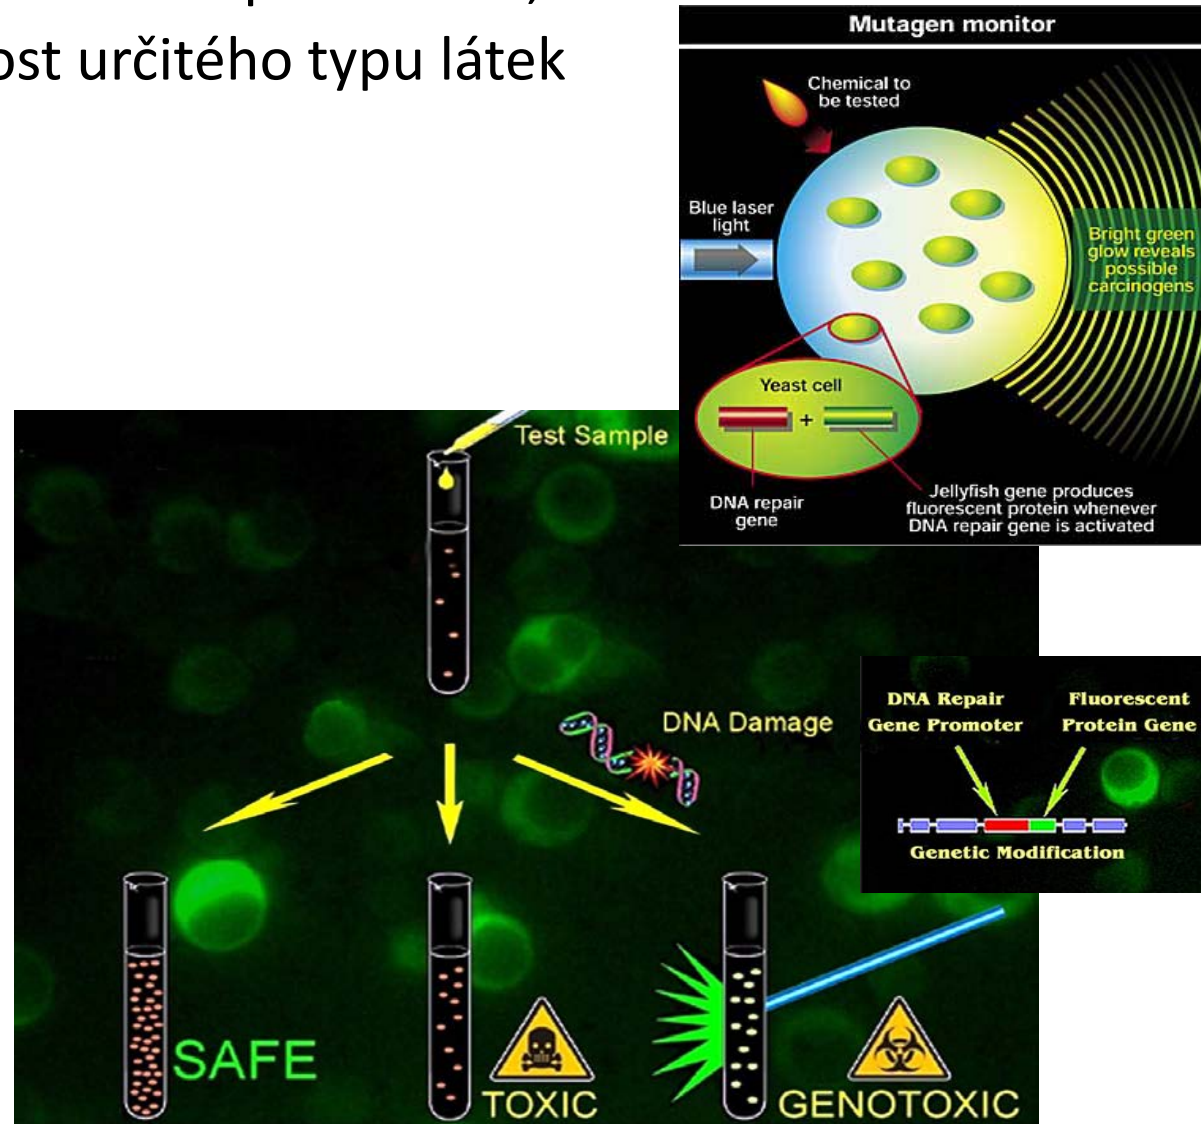 ost určitého typu látek
Mutagen monitor
Chemical to
be tested
Blue laser
light
Bright green
glow reveals
possible
carcinogens
Yeast cell
+
DNA repair
gene
Jellyfish gene produces
fluorescent protein whenever
DNA repair gene is activated
Test Sample
DNA Damage
DNA Repair
Gene Promoter
Fluorescent
Protein Gene
Genetic Modification
SAFE
TOXIC
GENOTOXIC